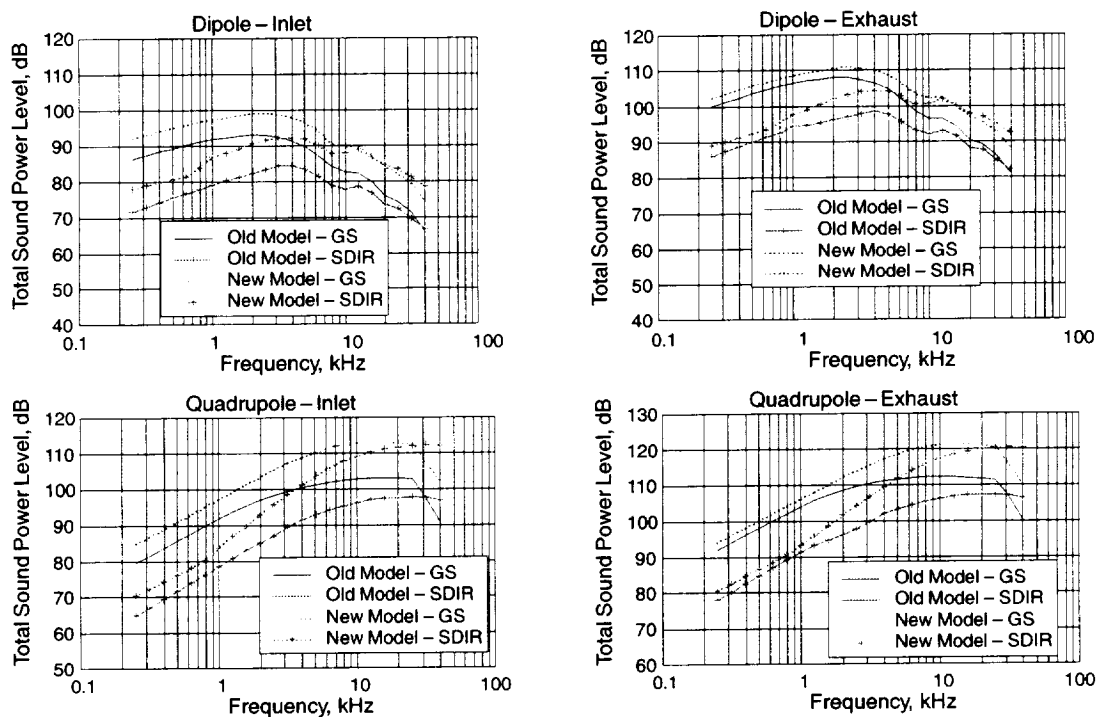 Dipole – Inlet
Total Sound Power Level, dB
120
110
100
90
80
70
60
50
40
0.1
1
10
100
Frequency, kHz
Old Model – GS
Old Model – SDIR
New Model – GS
New Model – SDIR
Dipole – Exhaust
Total Sound Power Level, dB
120
110
100
90
80
70
60
50
40
0.1
1
10
100
Frequency, kHz
Old Model – GS
Old Model – SDIR
New Model – GS
New Model – SDIR
Quadrupole – Inlet
Total Sound Power Level, dB
120
110
100
90
80
70
60
50
0.1
1
10
100
Frequency, kHz
Old Model – GS
Old Model – SDIR
New Model – GS
New Model – SDIR
Quadrupole – Exhaust
Total Sound Power Level, dB
130
120
110
100
90
80
70
60
0.1
1
10
100
Frequency, kHz
Old Model – GS
Old Model – SDIR
New Model – GS
New Model – SDIR